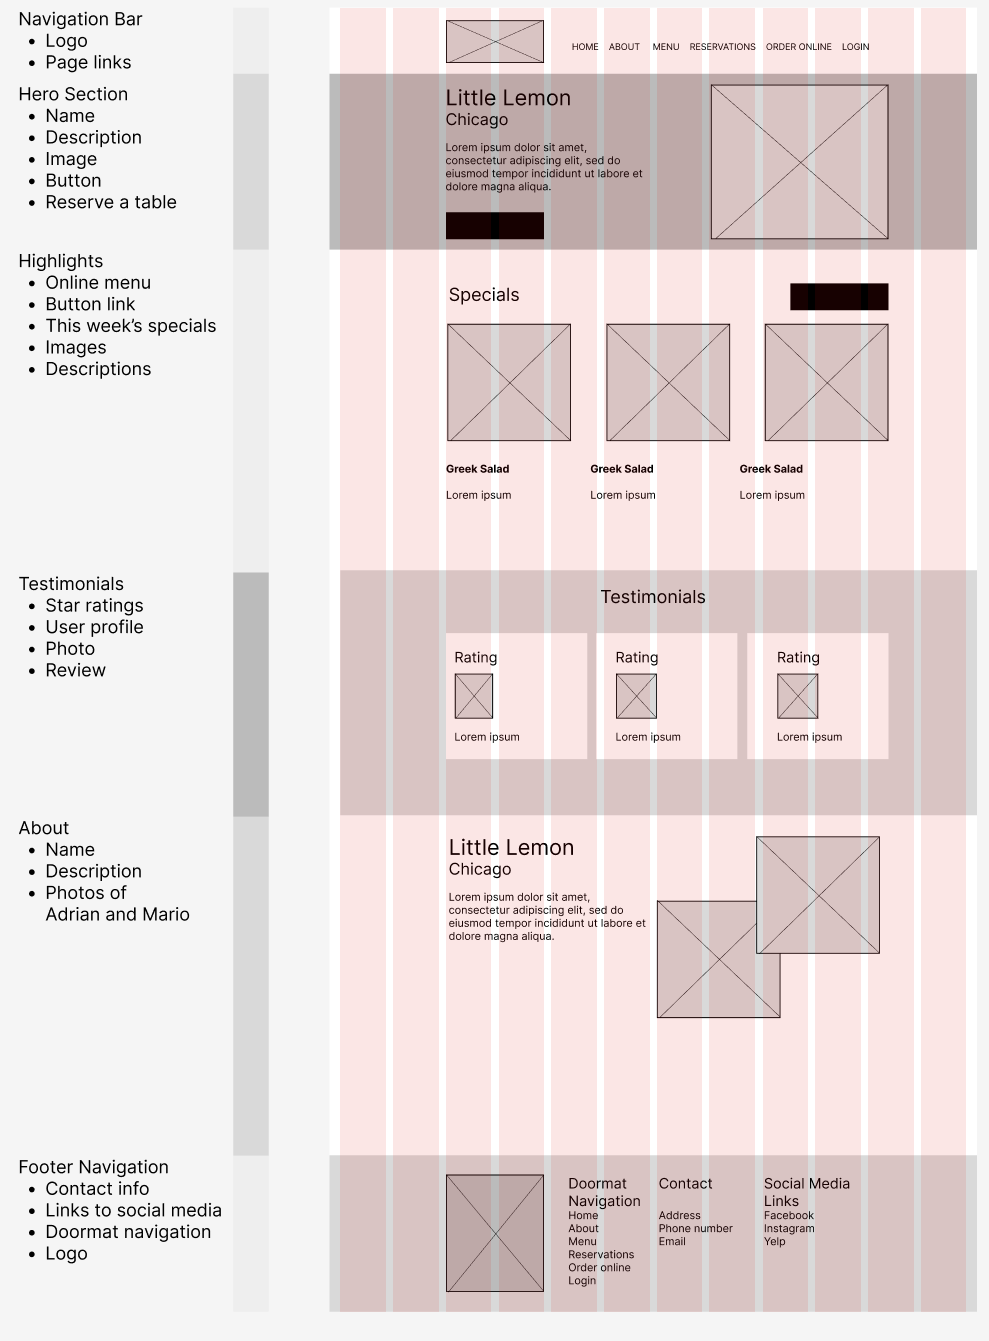 Navigation Bar
• Logo
• Page links
Hero Section
• Name
• Description
• Image
• Button
• Reserve a table
Highlights
• Online menu
• Button link
• This week’s specials
• Images
• Descriptions
Testimonials
• Star ratings
• User profile
• Photo
• Review
About
• Name
• Description
• Photos of
Adrian and Mario
Footer Navigation
• Contact info
• Links to social media
• Doormat navigation
• Logo
HOME ABOUT MENU RESERVATIONS ORDER ONLINE LOGIN
Little Lemon
Chicago
Lorem ipsum dolor sit amet,
consectetur adipiscing elit, sed do
eiusmod tempor incididunt ut labore et
dolore magna aliqua.
Specials
Greek Salad
Lorem ipsum
Greek Salad
Lorem ipsum
Greek Salad
Lorem ipsum
Testimonials
Rating
Lorem ipsum
Rating
Lorem ipsum
Rating
Lorem ipsum
Little Lemon
Chicago
Lorem ipsum dolor sit amet,
consectetur adipiscing elit, sed do
eiusmod tempor incididunt ut labore et
dolore magna aliqua.
Doormat
Navigation
Home
About
Menu
Reservations
Order online
Login
Contact
Address
Phone number
Email
Social Media
Links
Facebook
Instagram
Yelp